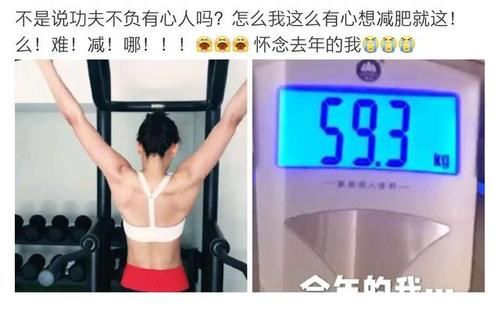 不是说功夫不负有心人吗？怎么我这么有心想减肥就这！
么！难！减！哪！！！😫😫😫 怀念去年的我😭😭😭
59.3
kg
今年的我...